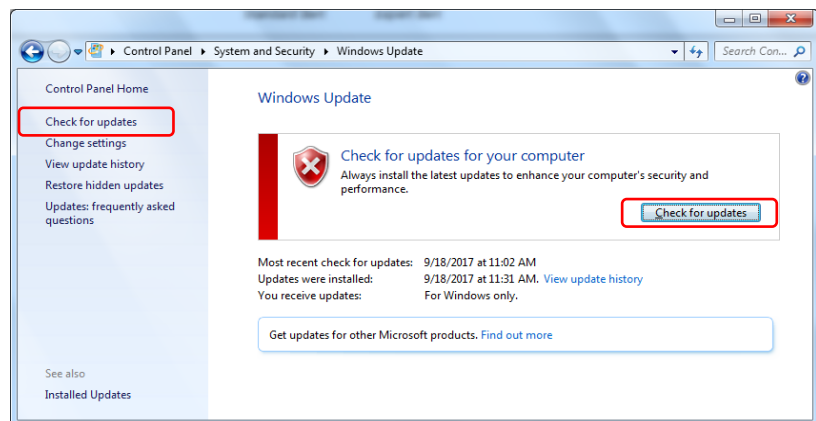 Control Panel ▸ System and Security ▸ Windows Update
Search Con...
Control Panel Home
Check for updates
Change settings
View update history
Restore hidden updates
Updates: frequently asked
questions
See also
Installed Updates
Windows Update
Check for updates for your computer
Always install the latest updates to enhance your computer's security and
performance.
Check for updates
Most recent check for updates: 9/18/2017 at 11:02 AM
Updates were installed: 9/18/2017 at 11:31 AM. View update history
You receive updates: For Windows only.
Get updates for other Microsoft products. Find out more